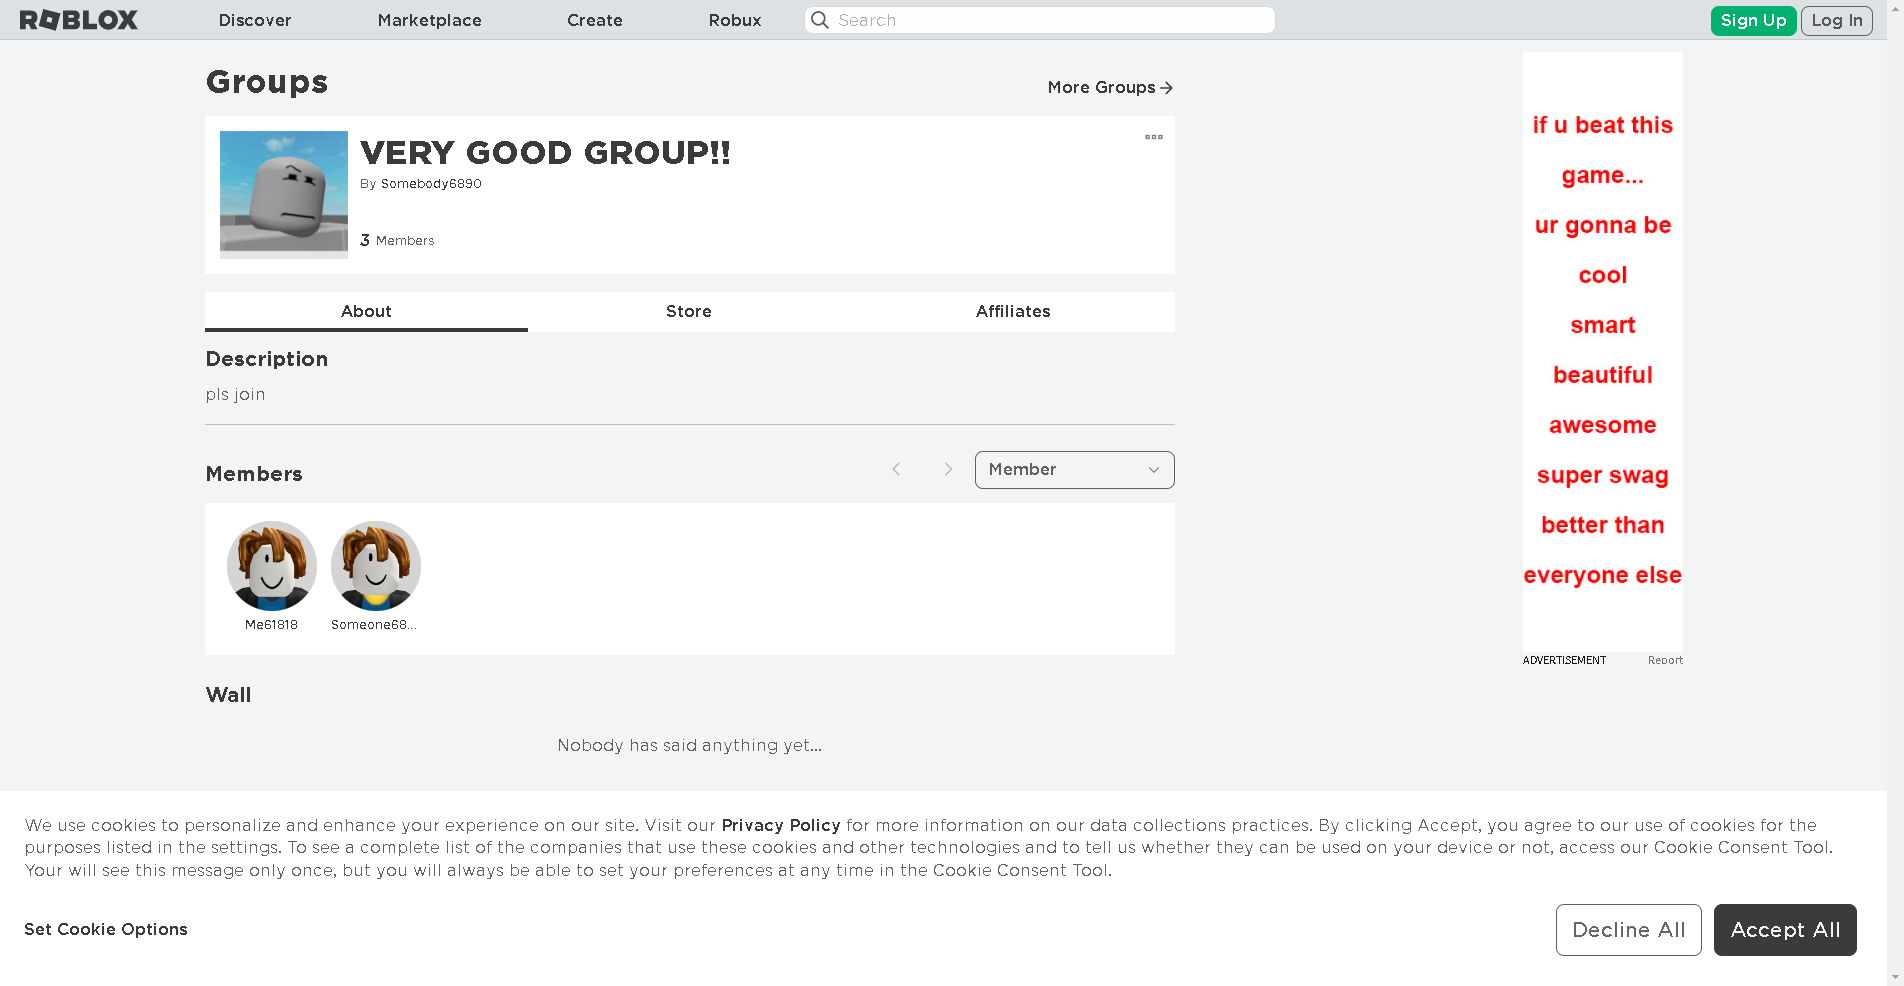 ROBLOX Discover Marketplace Create Robux Search Sign Up Log In
Groups
More Groups
VERY GOOD GROUP!!
By Somebody6890
3 Members
About Store Affiliates
Description
pls join
Members
Member
Me61818 Someone68...
Wall
Nobody has said anything yet...
if u beat this
game...
ur gonna be
cool
smart
beautiful
awesome
super swag
better than
everyone else
ADVERTISEMENT Report
We use cookies to personalize and enhance your experience on our site. Visit our Privacy Policy for more information on our data collections practices. By clicking Accept, you agree to our use of cookies for the
purposes listed in the settings. To see a complete list of the companies that use these cookies and other technologies and to tell us whether they can be used on your device or not, access our Cookie Consent Tool.
Your will see this message only once, but you will always be able to set your preferences at any time in the Cookie Consent Tool.
Set Cookie Options
Decline All Accept All